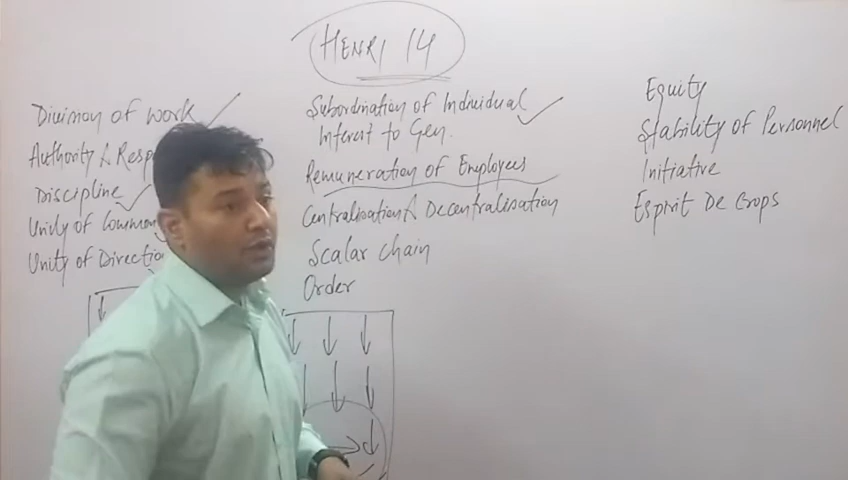 HENRI 14
Division of work
Authority & Resp
Discipline
Unity of Comman
Unity of Directio
Subordination of Individual
Interest to Gen.
Remuneration of Employees
Centralisation & Decentralisation
Scalar chain
Order
Equity
Stability of Personnel
Initiative
Esprit De Crops